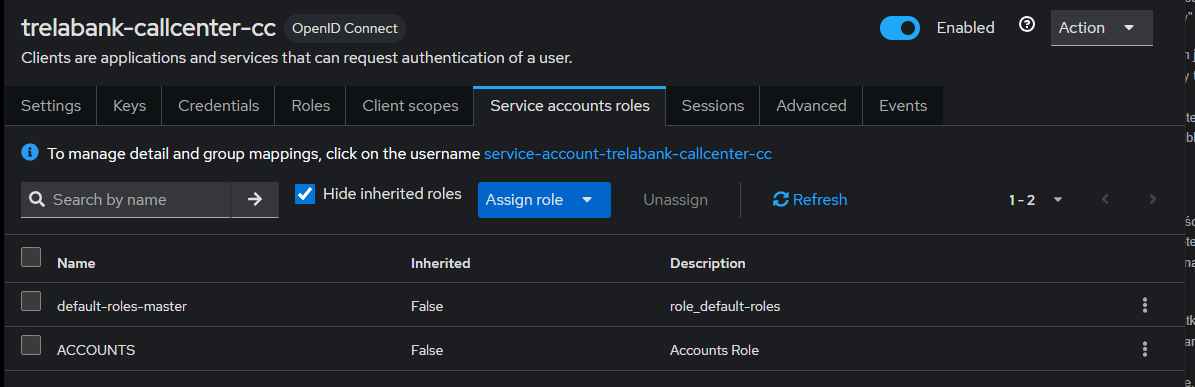 trelabank-callcenter-cc OpenID Connect Enabled Action
Clients are applications and services that can request authentication of a user.
Settings Keys Credentials Roles Client scopes Service accounts roles Sessions Advanced Events
To manage detail and group mappings, click on the username service-account-trelabank-callcenter-cc
Search by name Hide inherited roles Assign role Unassign Refresh 1 - 2
Name Inherited Description
default-roles-master False role_default-roles
ACCOUNTS False Accounts Role